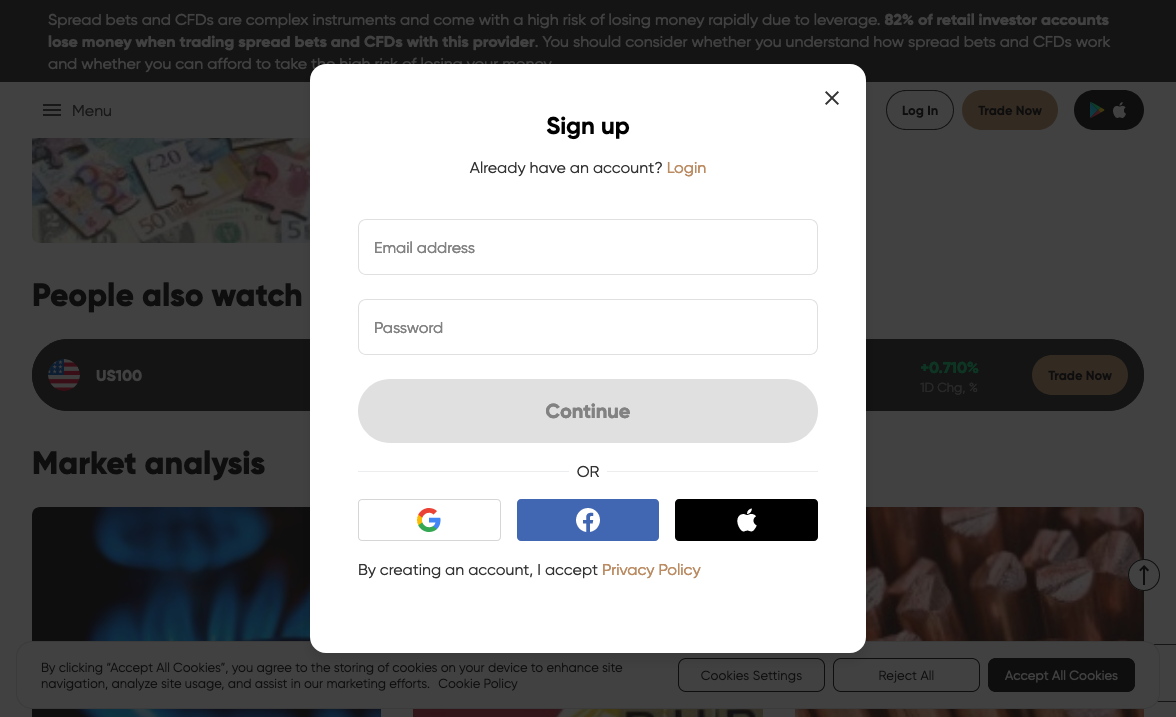 Spread bets and CFDs are complex instruments and come with a high risk of losing money rapidly due to leverage. 82% of retail investor accounts
lose money when trading spread bets and CFDs with this provider. You should consider whether you understand how spread bets and CFDs work
and whether you can afford to take the high risk of losing your money.
Menu
Log In
Trade Now
Sign up
Already have an account? Login
£20
50
5
Email address
People also watch
Password
US100
+0.710%
1D Chg, %
Trade Now
Continue
Market analysis
OR
By creating an account, I accept Privacy Policy
By clicking “Accept All Cookies”, you agree to the storing of cookies on your device to enhance site
navigation, analyze site usage, and assist in our marketing efforts. Cookie Policy
Cookies Settings
Reject All
Accept All Cookies